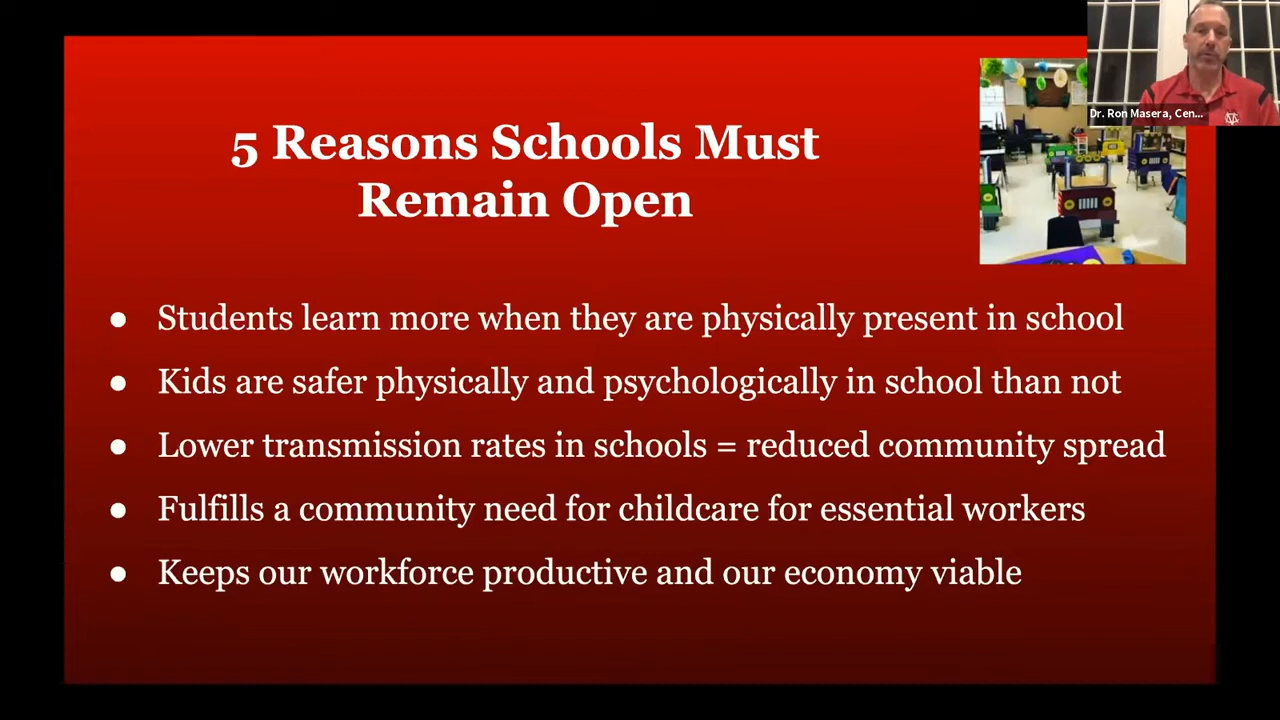 5 Reasons Schools Must
Remain Open
Dr. Ron Masera, Cen...
● Students learn more when they are physically present in school
● Kids are safer physically and psychologically in school than not
● Lower transmission rates in schools = reduced community spread
● Fulfills a community need for childcare for essential workers
● Keeps our workforce productive and our economy viable